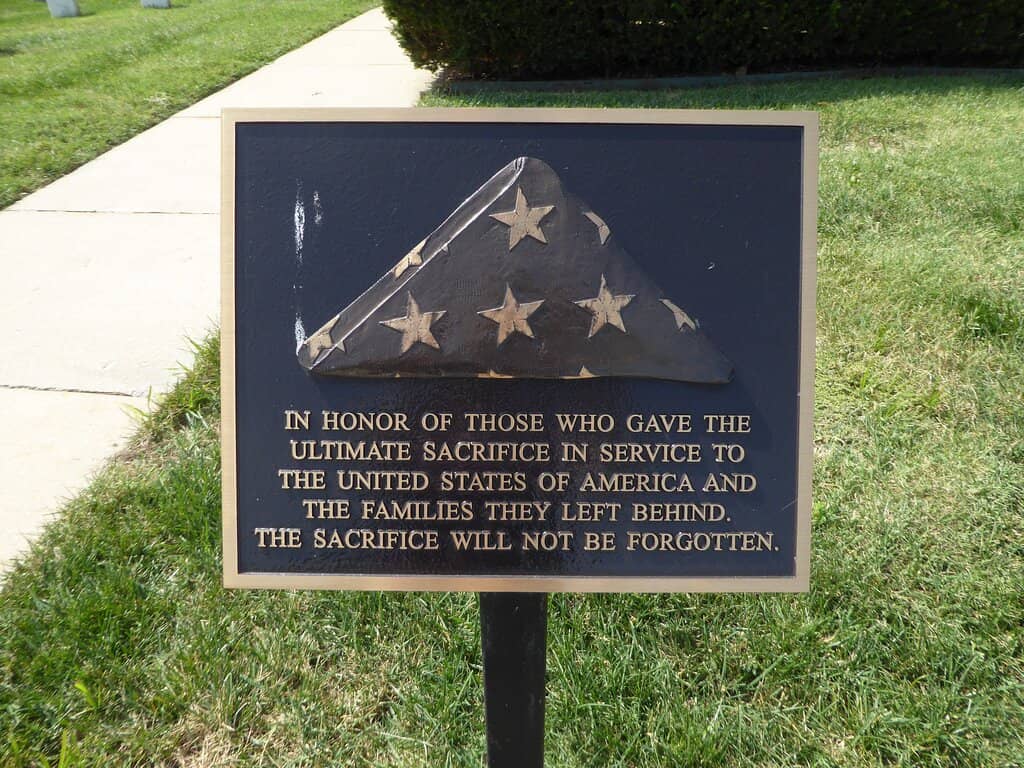 IN HONOR OF THOSE WHO GAVE THE
ULTIMATE SACRIFICE IN SERVICE TO
THE UNITED STATES OF AMERICA AND
THE FAMILIES THEY LEFT BEHIND.
THE SACRIFICE WILL NOT BE FORGOTTEN.